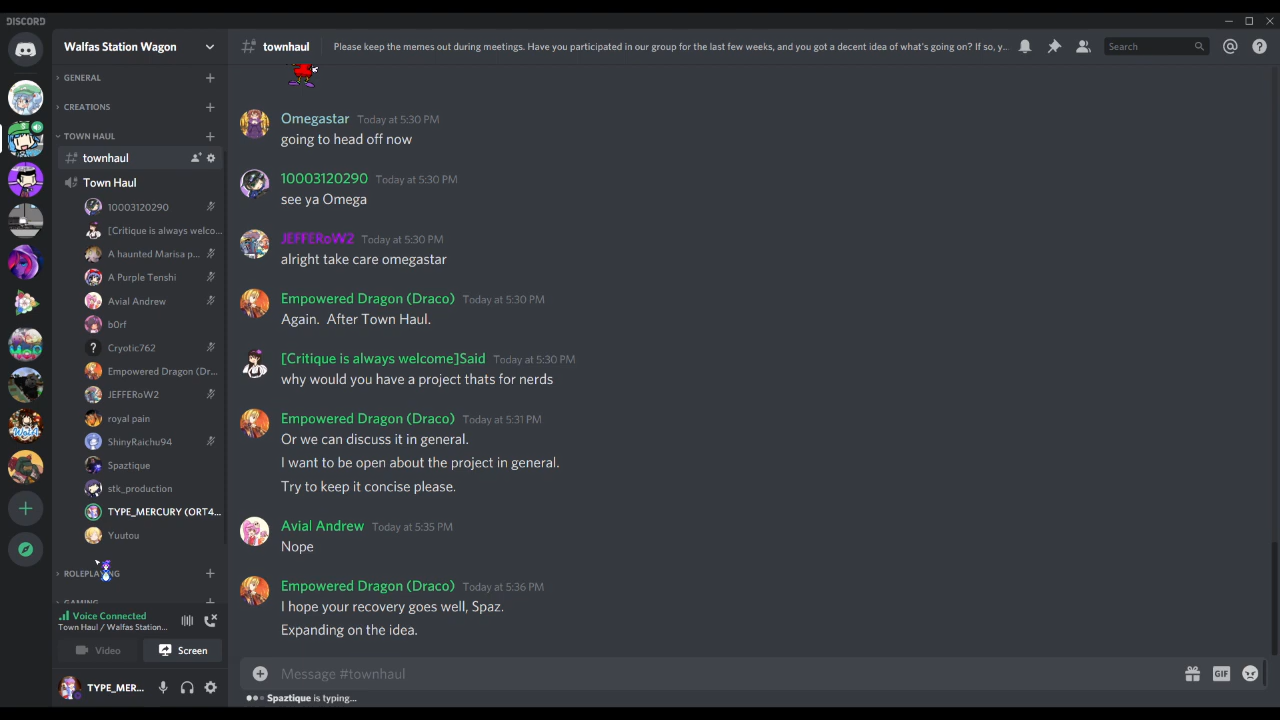 DISCORD
Walfas Station Wagon
GENERAL
CREATIONS
TOWN HAUL
townhaul
Town Haul
10003120290
[Critique is always welco...
A haunted Marisa p...
A Purple Tenshi
Avial Andrew
b0rf
Cryotic762
Empowered Dragon (Dr...
JEFFERoW2
royal pain
ShinyRaichu94
Spaztique
stk_production
TYPE_MERCURY (ORT4...
Yuutou
ROLEPLAYING
GAMING
Voice Connected
Town Haul / Walfas Station...
Video
Screen
TYPE_MER...
townhaul
Please keep the memes out during meetings. Have you participated in our group for the last few weeks, and you got a decent idea of what's going on? If so, y...
Search
Omegastar Today at 5:30 PM
going to head off now
10003120290 Today at 5:30 PM
see ya Omega
JEFFERoW2 Today at 5:30 PM
alright take care omegastar
Empowered Dragon (Draco) Today at 5:30 PM
Again. After Town Haul.
[Critique is always welcome]Said Today at 5:30 PM
why would you have a project thats for nerds
Empowered Dragon (Draco) Today at 5:31 PM
Or we can discuss it in general.
I want to be open about the project in general.
Try to keep it concise please.
Avial Andrew Today at 5:35 PM
Nope
Empowered Dragon (Draco) Today at 5:36 PM
I hope your recovery goes well, Spaz.
Expanding on the idea.
Message #townhaul
GIF
Spaztique is typing...